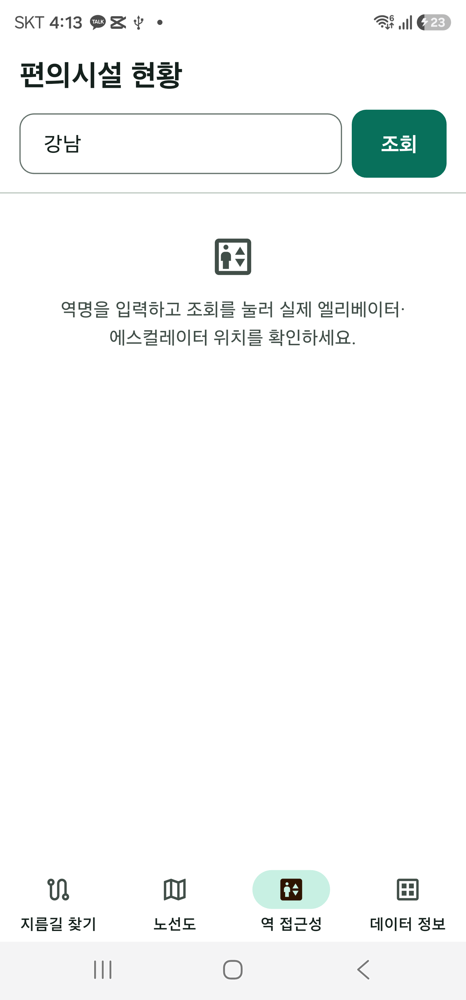 SKT 4:13 TALK 6 23
편의시설 현황
강남 조회
역명을 입력하고 조회를 눌러 실제 엘리베이터·
에스컬레이터 위치를 확인하세요.
지름길 찾기 노선도 역 접근성 데이터 정보